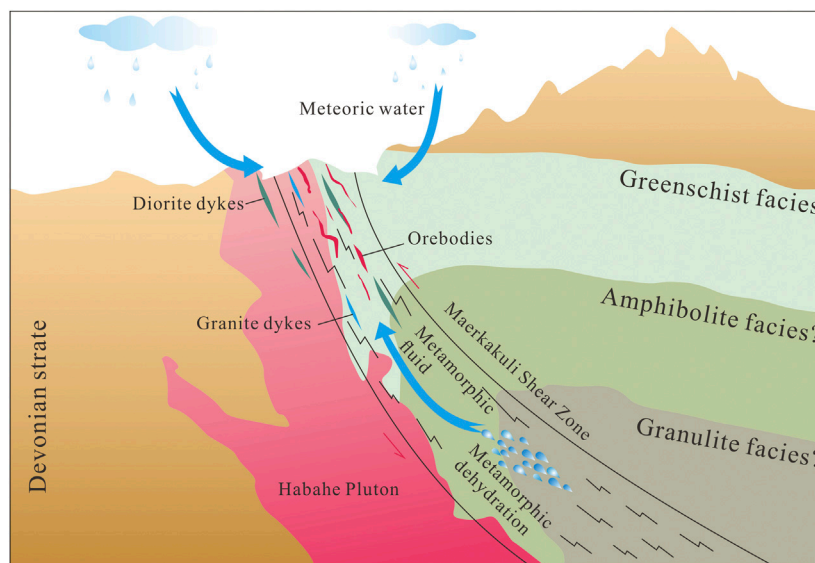 Meteoric water
Greenschist facies
Diorite dykes
Orebodies
Amphibolite facies?
Granite dykes
Maerkakuli Shear Zone
Metamorphic
fluid
Devonian strate
Granulite facies?
Habahe Pluton
Metamorphic
dehydration